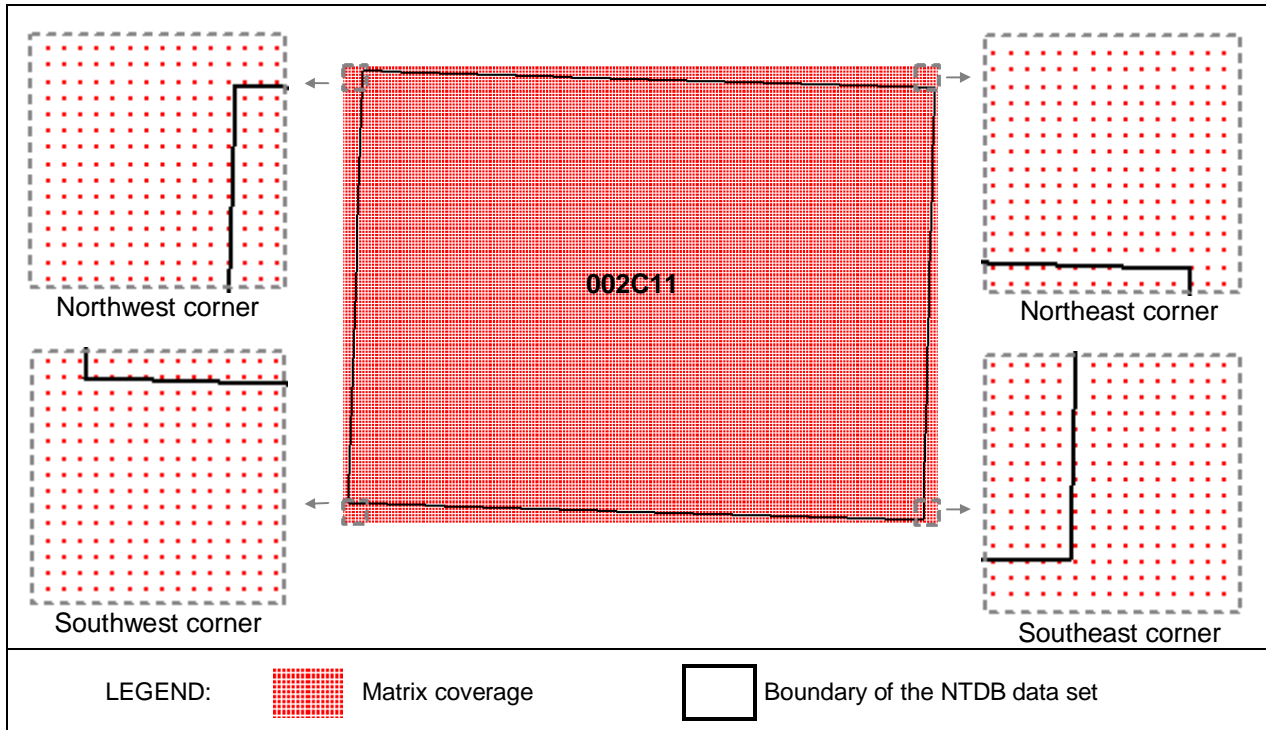 002C11
Northwest corner
Northeast corner
Southwest corner
Southeast corner
LEGEND:
Matrix coverage
Boundary of the NTDB data set